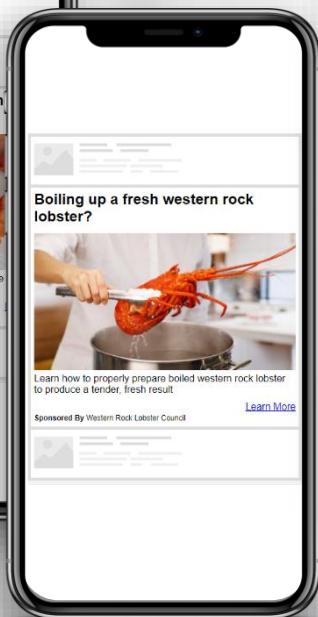 Boiling up a fresh western rock
lobster?
Learn how to properly prepare boiled western rock lobster
to produce a tender, fresh result
Learn More
Sponsored By Western Rock Lobster Council